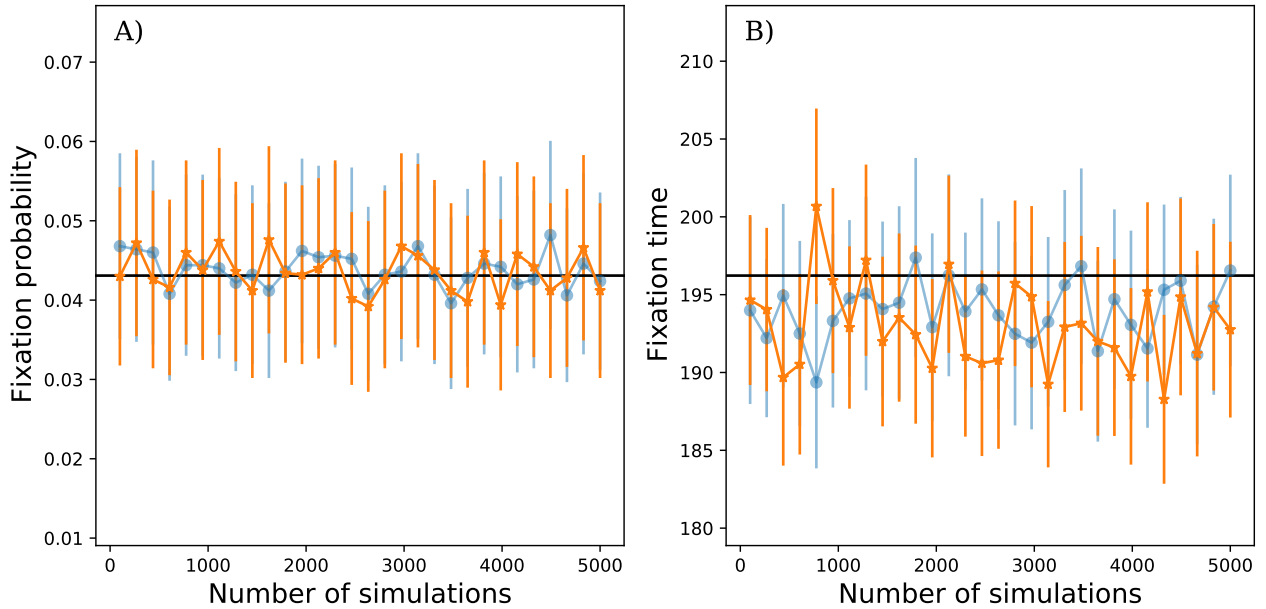 A)
Fixation probability
0.07
0.06
0.05
0.04
0.03
0.02
0.01
0 1000 2000 3000 4000 5000
Number of simulations
B)
Fixation time
210
205
200
195
190
185
180
0 1000 2000 3000 4000 5000
Number of simulations